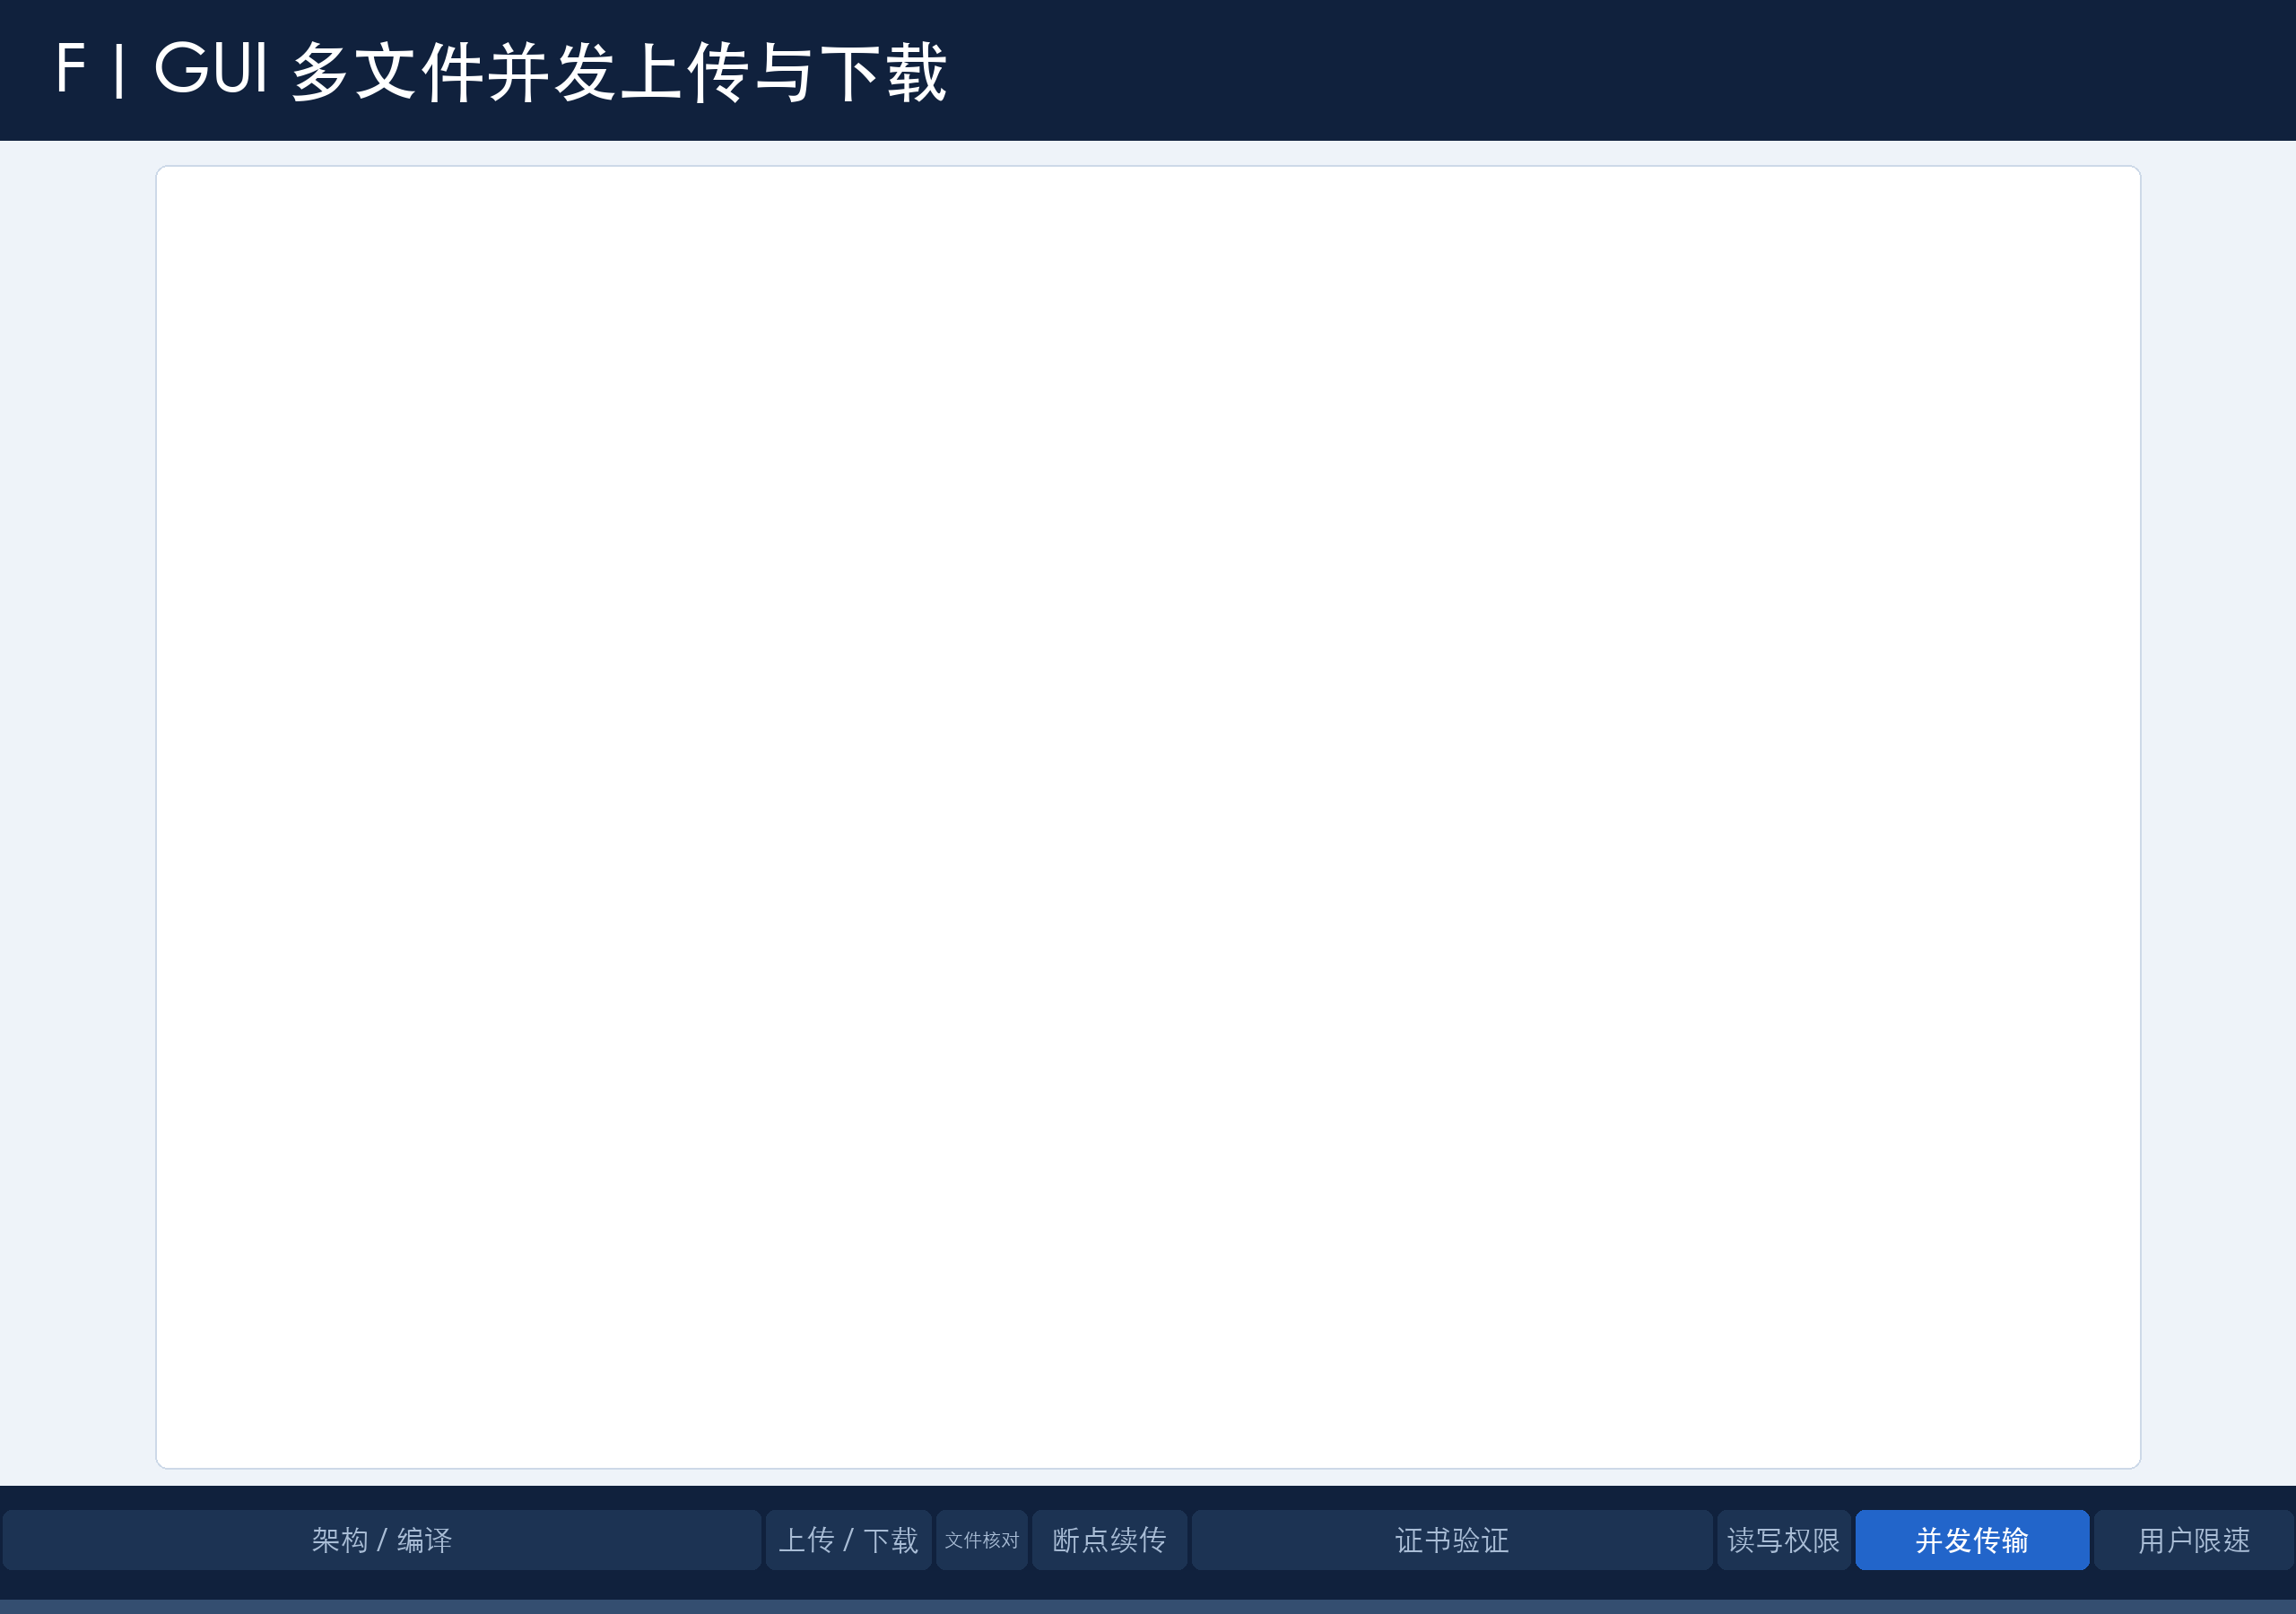 F | GUI 多文件并发上传与下载
架构 / 编译
上传 / 下载
文件核对
断点续传
证书验证
读写权限
并发传输
用户限速